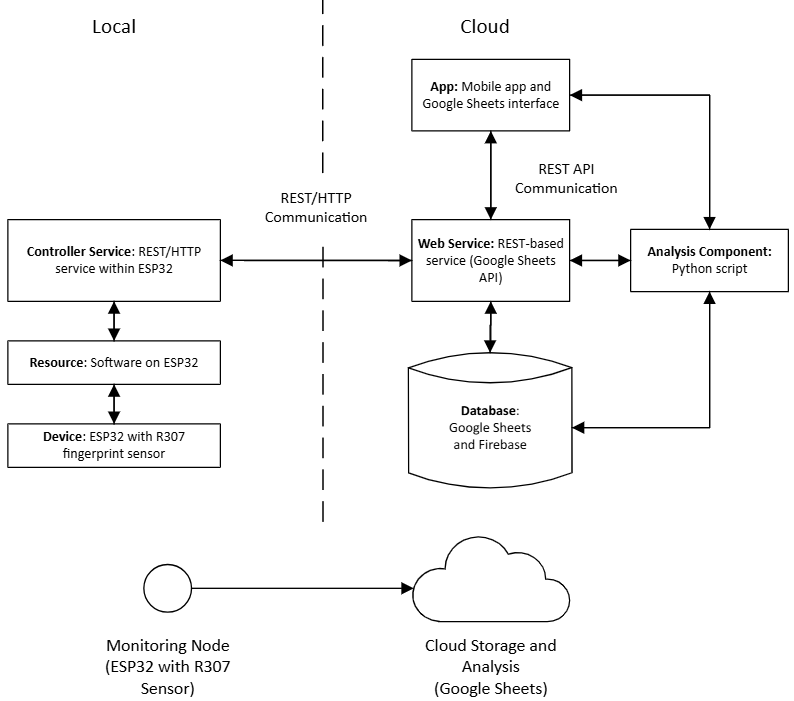 Local
Cloud
App: Mobile app and
Google Sheets interface
REST API
Communication
REST/HTTP
Communication
Controller Service: REST/HTTP
service within ESP32
Web Service: REST-based
service (Google Sheets
API)
Analysis Component:
Python script
Resource: Software on ESP32
Device: ESP32 with R307
fingerprint sensor
Database:
Google Sheets
and Firebase
Monitoring Node
(ESP32 with R307
Sensor)
Cloud Storage and
Analysis
(Google Sheets)